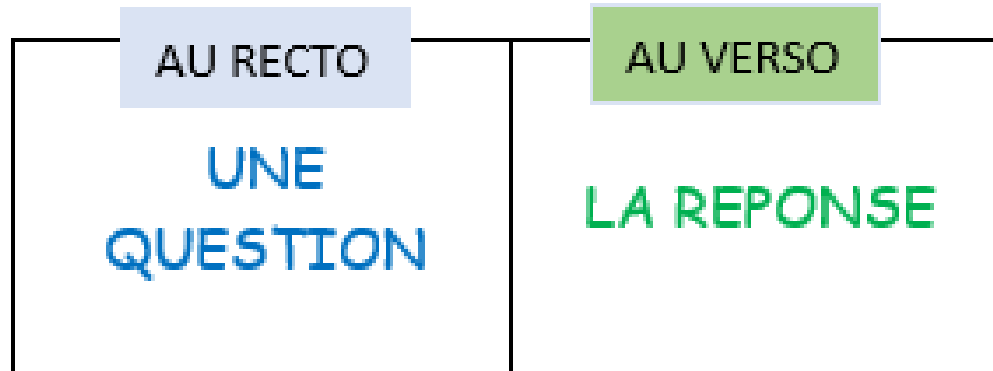 AU RECTO
UNE
QUESTION
AU VERSO
LA REPONSE